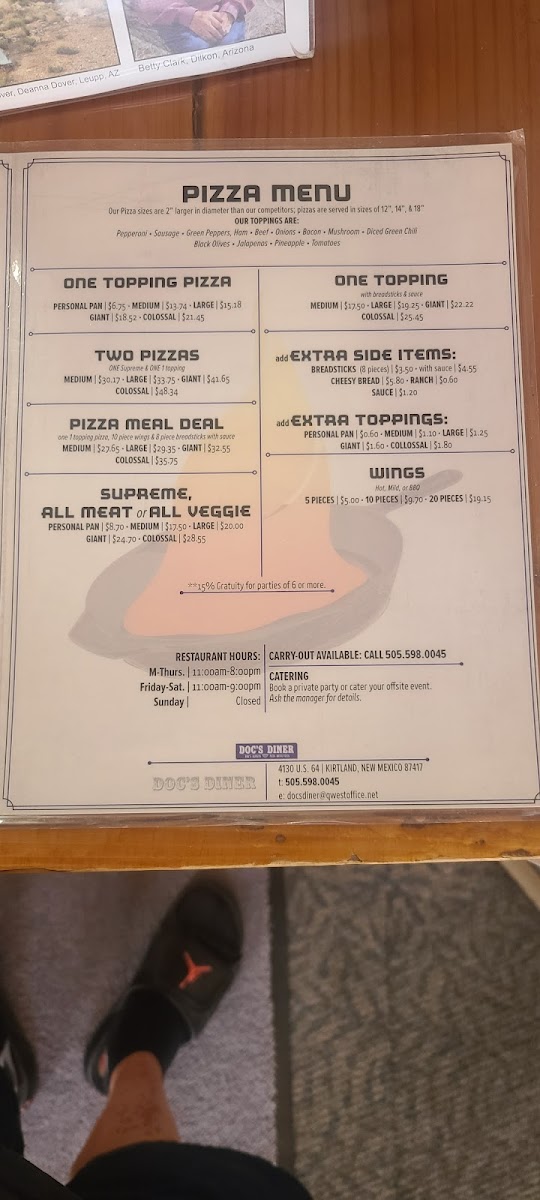 ver, Deanna Dover, Leupp, AZ
Betty Clark, Dilkon, Arizona
PIZZA MENU
Our Pizza sizes are 2" larger in diameter than our competitors; pizzas are served in sizes of 12", 14", & 18"
OUR TOPPINGS ARE:
Pepperoni • Sausage • Green Peppers, Ham • Beef • Onions • Bacon • Mushroom • Diced Green Chili
Black Olives • Jalapenos • Pineapple • Tomatoes
ONE TOPPING PIZZA
PERSONAL PAN | $6.75 • MEDIUM | $13.74 • LARGE | $15.18
GIANT | $18.52 • COLOSSAL | $21.45
TWO PIZZAS
ONE Supreme & ONE 1 topping
MEDIUM | $30.17 • LARGE | $33.75 • GIANT | $41.65
COLOSSAL | $48.34
PIZZA MEAL DEAL
one 1 topping pizza, 10 piece wings & 8 piece breadsticks with sauce
MEDIUM | $27.65 • LARGE | $29.35 • GIANT | $32.55
COLOSSAL | $35.75
SUPREME,
ALL MEAT or ALL VEGGIE
PERSONAL PAN | $8.70 • MEDIUM | $17.50 • LARGE | $20.00
GIANT | $24.70 • COLOSSAL | $28.55
ONE TOPPING
with breadsticks & sauce
MEDIUM | $17.50 • LARGE | $19.25 • GIANT | $22.22
COLOSSAL | $25.45
add EXTRA SIDE ITEMS:
BREADSTICKS (8 pieces) | $3.50 • with sauce | $4.55
CHEESY BREAD | $5.80 • RANCH | $0.60
SAUCE | $1.20
add EXTRA TOPPINGS:
PERSONAL PAN | $0.60 • MEDIUM | $1.10 • LARGE | $1.25
GIANT | $1.60 • COLOSSAL | $1.80
WINGS
Hot, Mild, or BBQ
5 PIECES | $5.00 • 10 PIECES | $9.70 • 20 PIECES | $19.15
**15% Gratuity for parties of 6 or more.
RESTAURANT HOURS:
M-Thurs. | 11:00am-8:00pm
Friday-Sat. | 11:00am-9:00pm
Sunday | Closed
CARRY-OUT AVAILABLE: CALL 505.598.0045
CATERING
Book a private party or cater your offsite event.
Ask the manager for details.
DOC'S DINER
DOC'S DINER
4130 U.S. 64 | KIRTLAND, NEW MEXICO 87417
t: 505.598.0045
e: docsdiner@qwestoffice.net